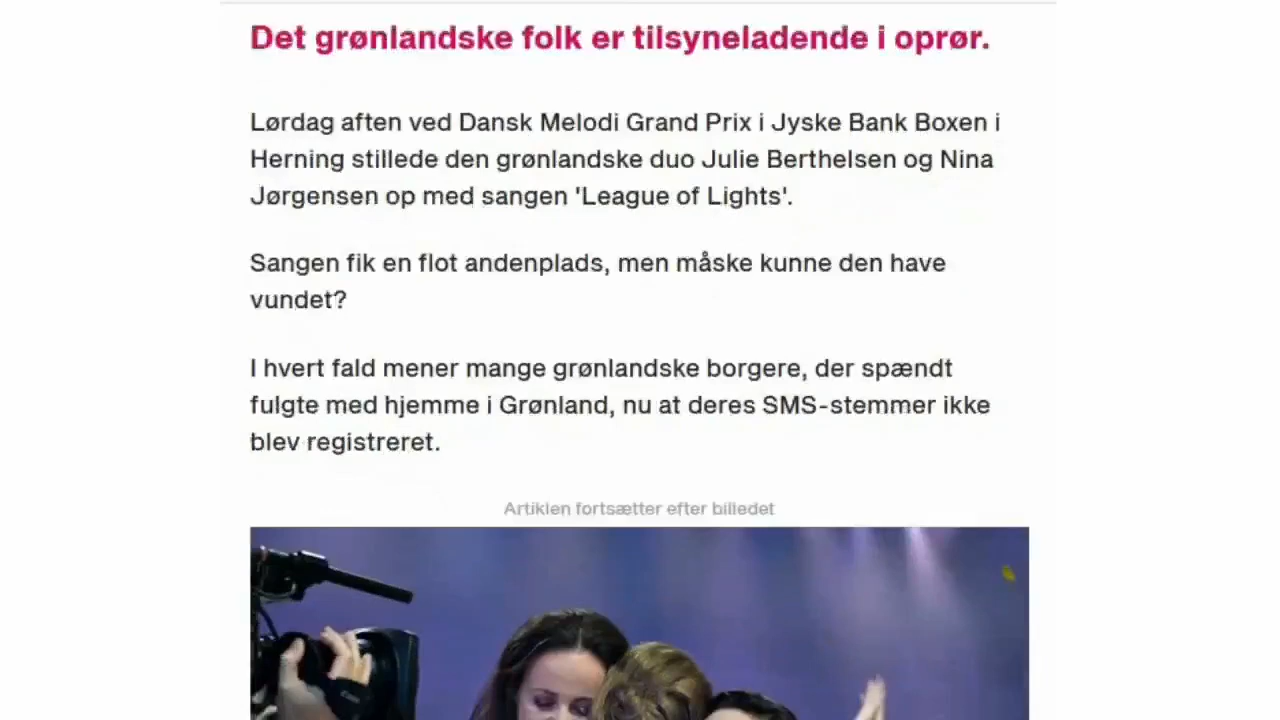 Det grønlandske folk er tilsyneladende i oprør.
Lørdag aften ved Dansk Melodi Grand Prix i Jyske Bank Boxen i
Herning stillede den grønlandske duo Julie Berthelsen og Nina
Jørgensen op med sangen 'League of Lights'.
Sangen fik en flot andenplads, men måske kunne den have
vundet?
I hvert fald mener mange grønlandske borgere, der spændt
fulgte med hjemme i Grønland, nu at deres SMS-stemmer ikke
blev registreret.
Artiklen fortsætter efter billedet
Canon